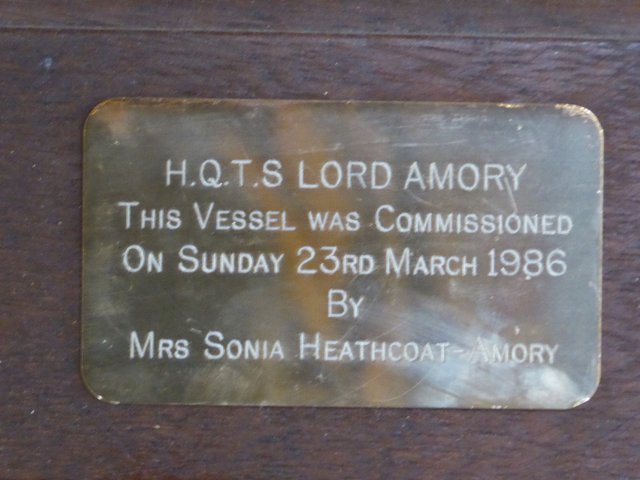 H.Q.T.S LORD AMORY
THIS VESSEL WAS COMMISSIONED
ON SUNDAY 23RD MARCH 1986
BY
MRS SONIA HEATHCOAT-AMORY